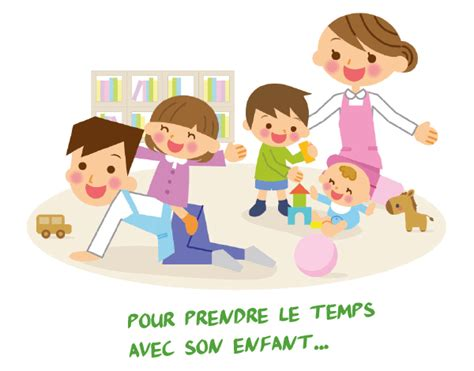 POUR PRENDRE LE TEMPS
AVEC SON ENFANT...